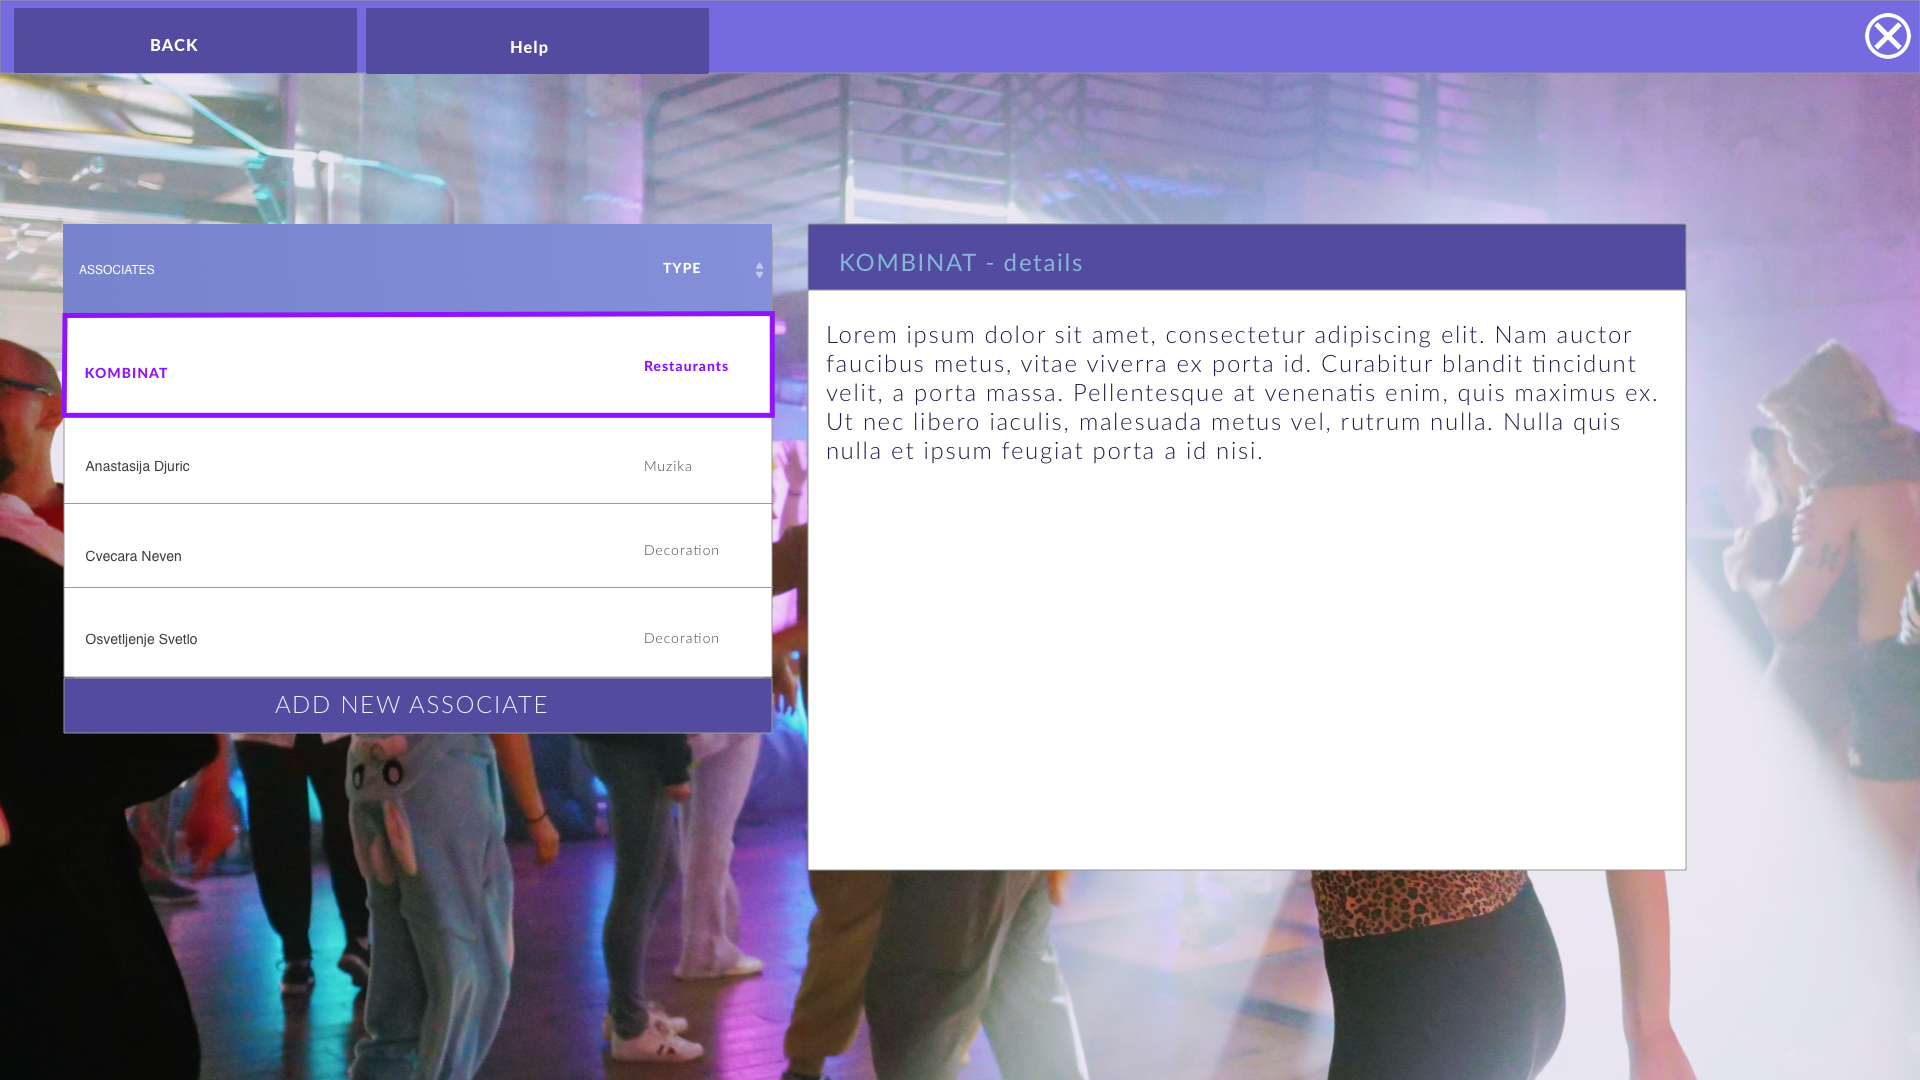 BACK
Help
ASSOCIATES
TYPE
KOMBINAT
Restaurants
Anastasija Djuric
Muzika
Cvecara Neven
Decoration
Osvetljenje Svetlo
Decoration
ADD NEW ASSOCIATE
KOMBINAT - details
Lorem ipsum dolor sit amet, consectetur adipiscing elit. Nam auctor
faucibus metus, vitae viverra ex porta id. Curabitur blandit tincidunt
velit, a porta massa. Pellentesque at venenatis enim, quis maximus ex.
Ut nec libero iaculis, malesuada metus vel, rutrum nulla. Nulla quis
nulla et ipsum feugiat porta a id nisi.